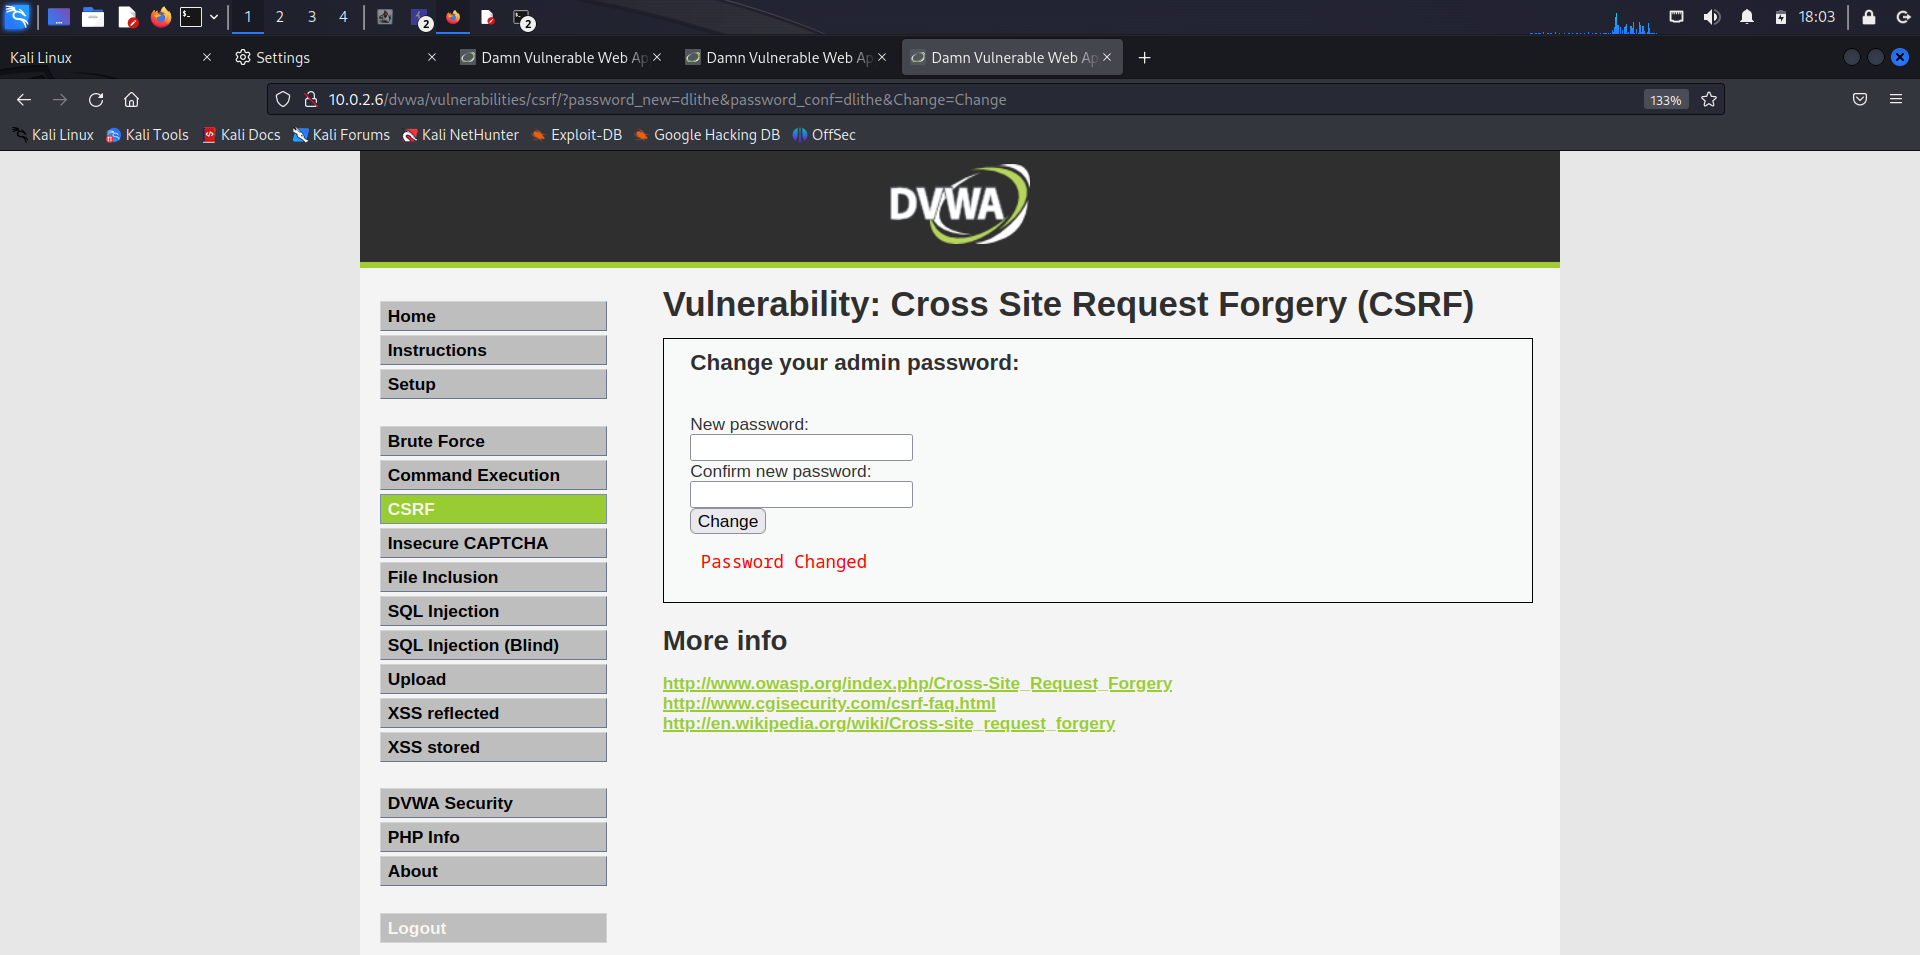 1 2 3 4 2 2 18:03
Kali Linux Settings Damn Vulnerable Web Ap Damn Vulnerable Web Ap Damn Vulnerable Web Ap
10.0.2.6/dvwa/vulnerabilities/csrf/?password_new=dlithe&password_conf=dlithe&Change=Change 133%
Kali Linux Kali Tools Kali Docs Kali Forums Kali NetHunter Exploit-DB Google Hacking DB OffSec
DVWA
Home
Instructions
Setup
Brute Force
Command Execution
CSRF
Insecure CAPTCHA
File Inclusion
SQL Injection
SQL Injection (Blind)
Upload
XSS reflected
XSS stored
DVWA Security
PHP Info
About
Logout
Vulnerability: Cross Site Request Forgery (CSRF)
Change your admin password:
New password:
Confirm new password:
Change
Password Changed
More info
http://www.owasp.org/index.php/Cross-Site_Request_Forgery
http://www.cgisecurity.com/csrf-faq.html
http://en.wikipedia.org/wiki/Cross-site_request_forgery